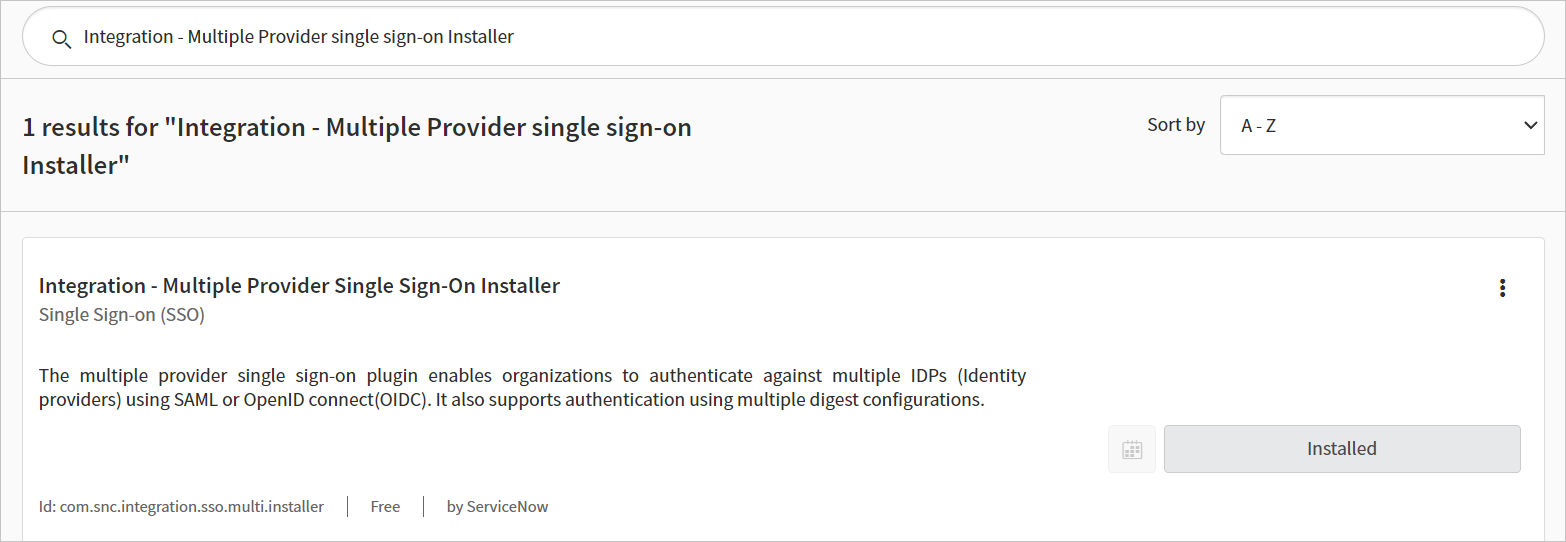 Integration - Multiple Provider single sign-on Installer
1 results for "Integration - Multiple Provider single sign-on
Installer"
Sort by
A - Z
Integration - Multiple Provider Single Sign-On Installer
Single Sign-on (SSO)
The multiple provider single sign-on plugin enables organizations to authenticate against multiple IDPs (Identity
providers) using SAML or OpenID connect(OIDC). It also supports authentication using multiple digest configurations.
Installed
Id: com.snc.integration.sso.multi.installer
Free
by ServiceNow